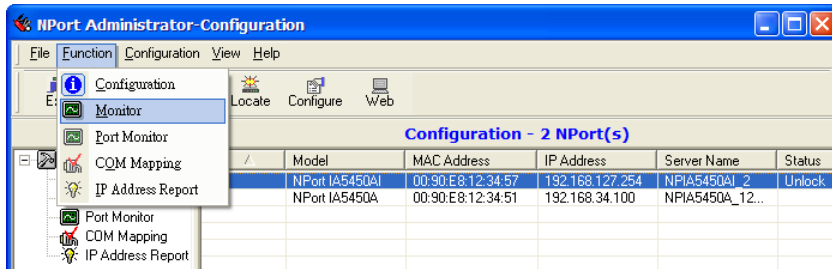 NPort Administrator-Configuration
File Function Configuration View Help
Configuration
Monitor
Port Monitor
COM Mapping
IP Address Report
Locate Configure Web
Configuration - 2 NPort(s)
Model MAC Address IP Address Server Name Status
NPort IA5450AI 00:90:E8:12:34:57 192.168.127.254 NPIA5450AI_2 Unlock
NPort IA5450A 00:90:E8:12:34:51 192.168.34.100 NPIA5450A_12...
Port Monitor
COM Mapping
IP Address Report